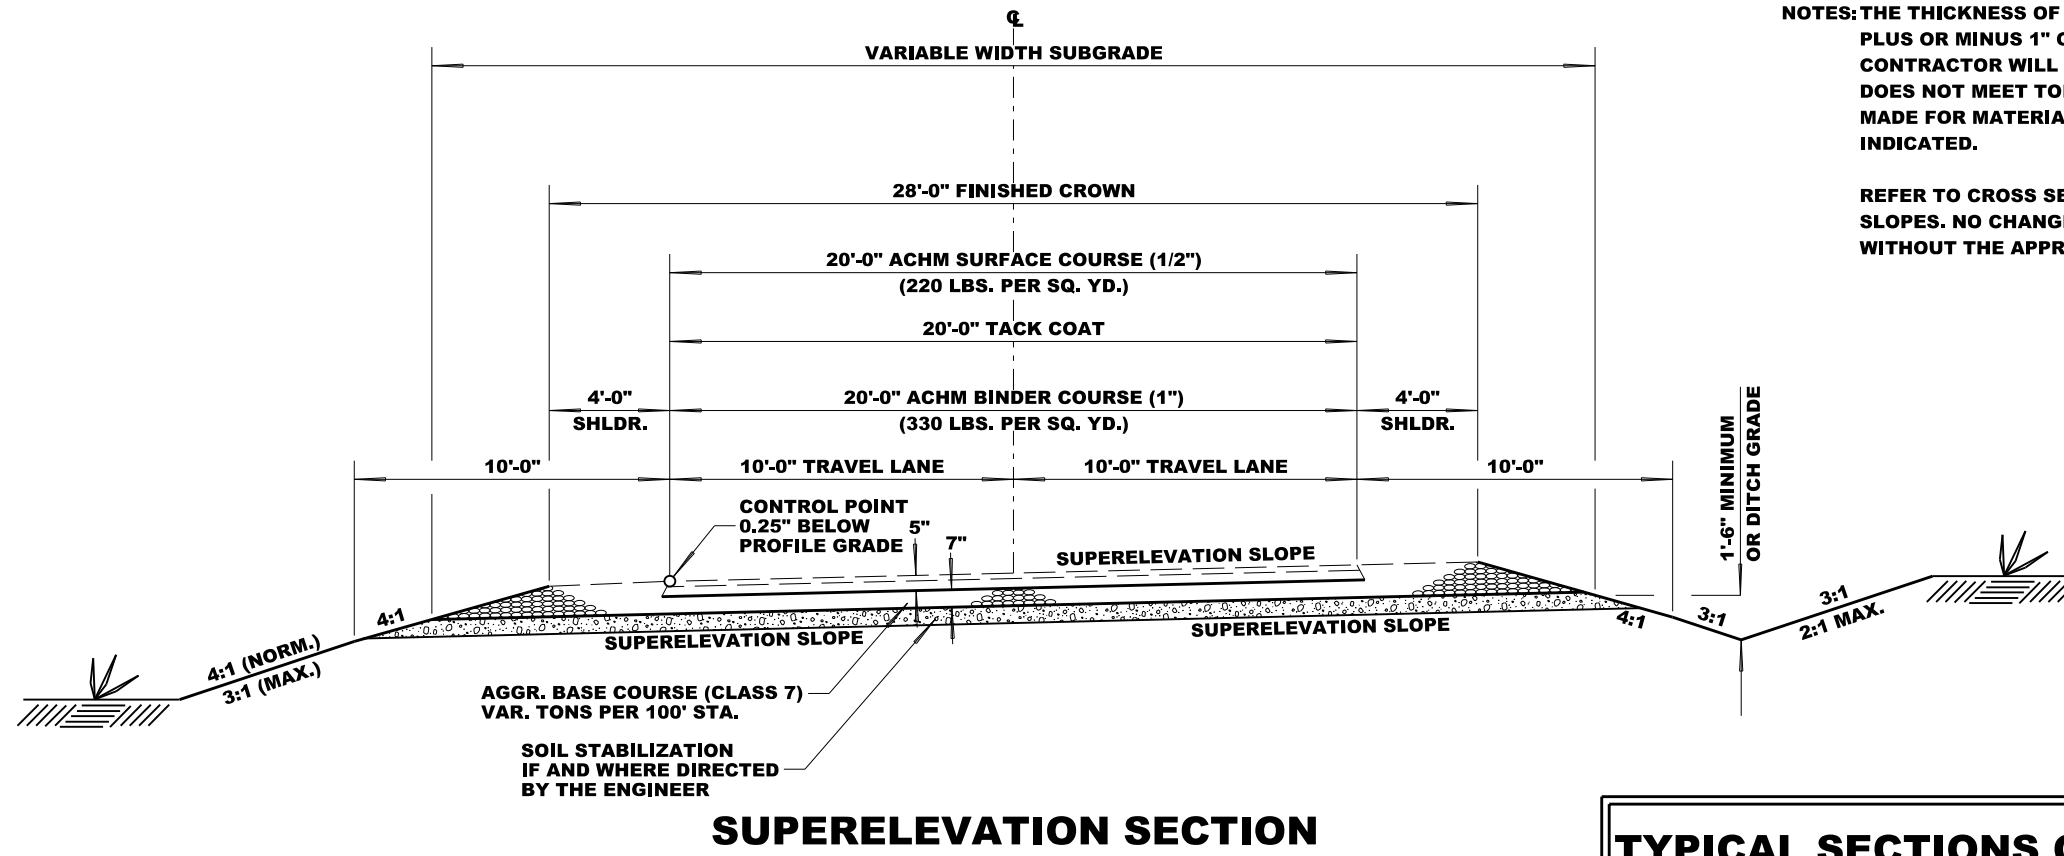 ℄
VARIABLE WIDTH SUBGRADE
NOTES: THE THICKNESS OF
PLUS OR MINUS 1"
CONTRACTOR WILL
DOES NOT MEET
MADE FOR
INDICATED.
REFER TO CROSS
SLOPES. NO
WITHOUT THE
28'-0" FINISHED CROWN
20'-0" ACHM SURFACE COURSE (1/2")
(220 LBS. PER SQ. YD.)
20'-0" TACK COAT
4'-0"
SHLDR.
20'-0" ACHM BINDER COURSE (1")
(330 LBS. PER SQ. YD.)
4'-0"
SHLDR.
10'-0"
10'-0" TRAVEL LANE
10'-0" TRAVEL LANE
10'-0"
1'-6" MINIMUM
OR DITCH GRADE
CONTROL POINT
0.25" BELOW
PROFILE GRADE
5"
7"
SUPERELEVATION SLOPE
4:1
4:1 (NORM.)
3:1 (MAX.)
SUPERELEVATION SLOPE
SUPERELEVATION SLOPE
4:1
3:1
3:1
2:1 MAX.
AGGR. BASE COURSE (CLASS 7)
VAR. TONS PER 100' STA.
SOIL STABILIZATION
IF AND WHERE DIRECTED
BY THE ENGINEER
SUPERELEVATION SECTION
TYPICAL SECTIONS